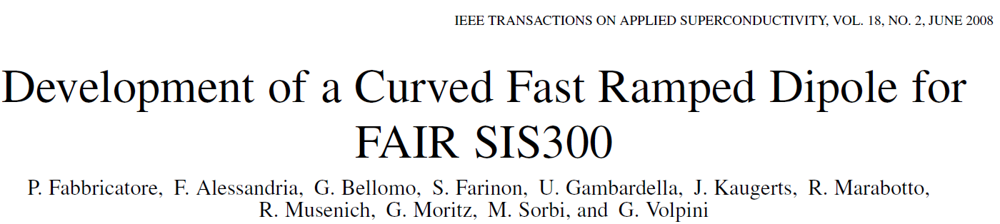 IEEE TRANSACTIONS ON APPLIED SUPERCONDUCTIVITY, VOL. 18, NO. 2, JUNE 2008
Development of a Curved Fast Ramped Dipole for
FAIR SIS300
P. Fabbricatore, F. Alessandria, G. Bellomo, S. Farinon, U. Gambardella, J. Kaugerts, R. Marabotto,
R. Musenich, G. Moritz, M. Sorbi, and G. Volpini